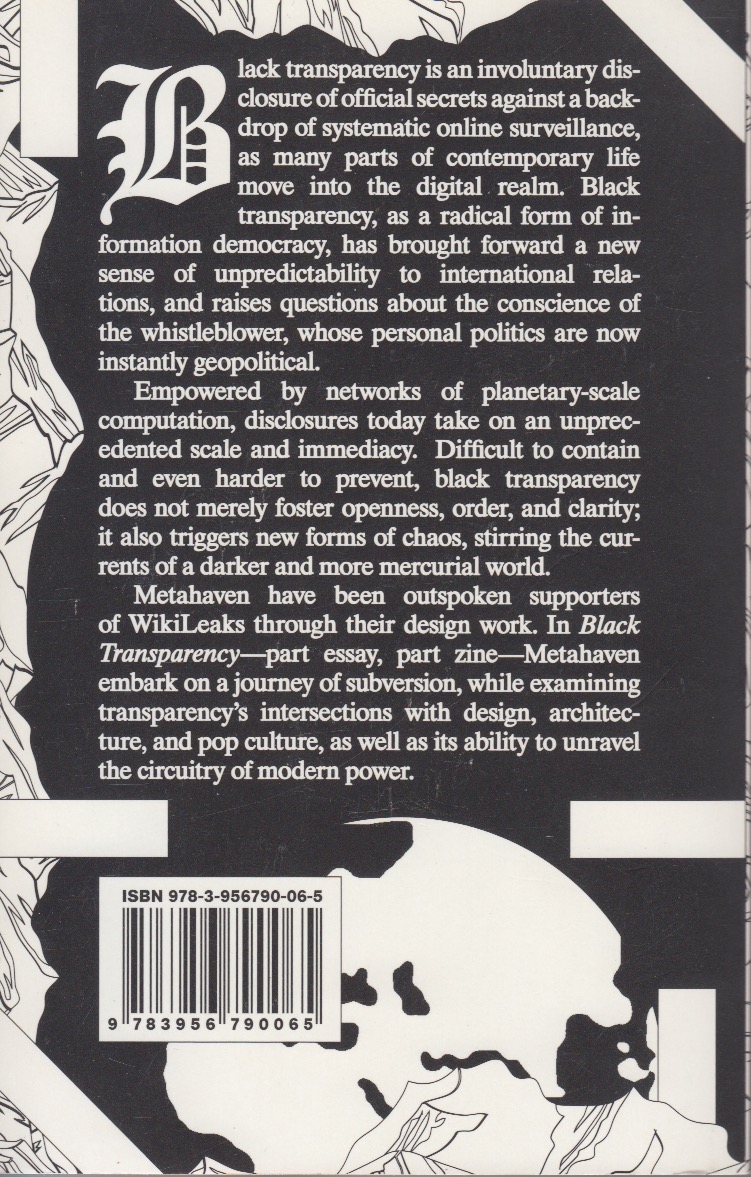 Black transparency is an involuntary dis-
closure of official secrets against a back-
drop of systematic online surveillance,
as many parts of contemporary life
move into the digital realm. Black
transparency, as a radical form of in-
formation democracy, has brought forward a new
sense of unpredictability to international rela-
tions, and raises questions about the conscience of
the whistleblower, whose personal politics are now
instantly geopolitical.
Empowered by networks of planetary-scale
computation, disclosures today take on an unprec-
edented scale and immediacy. Difficult to contain
and even harder to prevent, black transparency
does not merely foster openness, order, and clarity;
it also triggers new forms of chaos, stirring the cur-
rents of a darker and more mercurial world.
Metahaven have been outspoken supporters
of WikiLeaks through their design work. In Black
Transparency—part essay, part zine—Metahaven
embark on a journey of subversion, while examining
transparency's intersections with design, architec-
ture, and pop culture, as well as its ability to unravel
the circuitry of modern power.
ISBN 978-3-956790-06-5
9 783956 790065